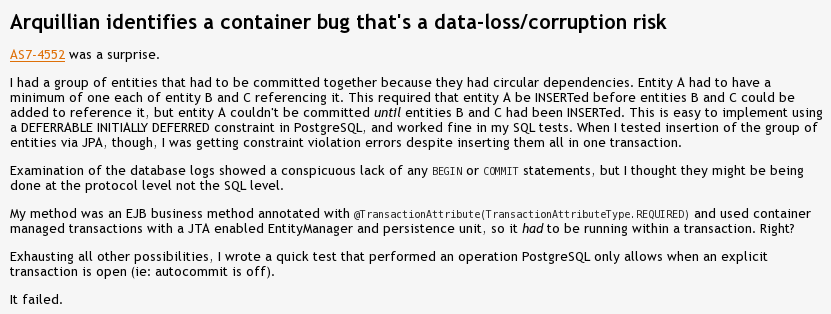 Arquillian identifies a container bug that's a data-loss/corruption risk
AS7-4552 was a surprise.
I had a group of entities that had to be committed together because they had circular dependencies. Entity A had to have a
minimum of one each of entity B and C referencing it. This required that entity A be INSERTed before entities B and C could be
added to reference it, but entity A couldn't be committed until entities B and C had been INSERTed. This is easy to implement using
a DEFERRABLE INITIALLY DEFERRED constraint in PostgreSQL, and worked fine in my SQL tests. When I tested insertion of the group of
entities via JPA, though, I was getting constraint violation errors despite inserting them all in one transaction.
Examination of the database logs showed a conspicuous lack of any BEGIN or COMMIT statements, but I thought they might be being
done at the protocol level not the SQL level.
My method was an EJB business method annotated with @TransactionAttribute(TransactionAttributeType.REQUIRED) and used container
managed transactions with a JTA enabled EntityManager and persistence unit, so it had to be running within a transaction. Right?
Exhausting all other possibilities, I wrote a quick test that performed an operation PostgreSQL only allows when an explicit
transaction is open (ie: autocommit is off).
It failed.